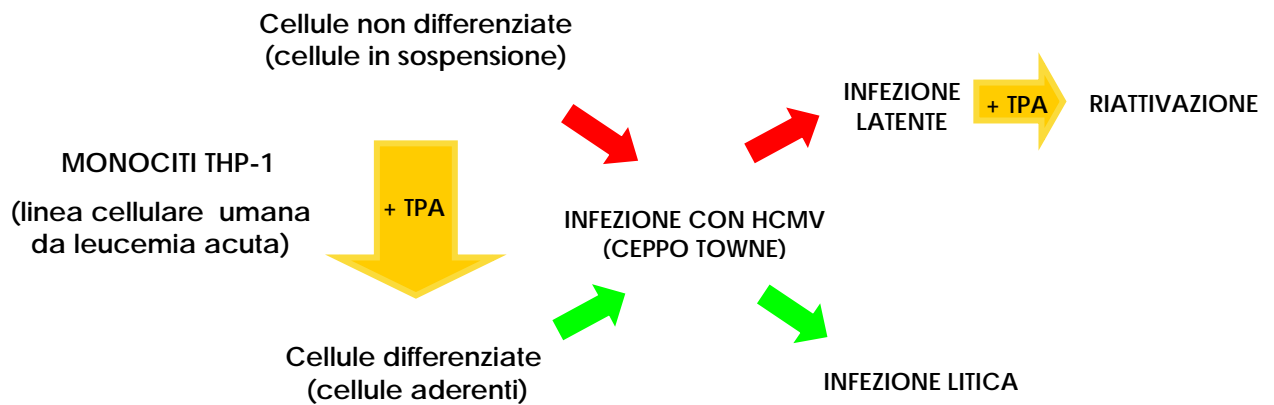 Cellule non differenziate
(cellule in sospensione)
MONOCITI THP-1
(linea cellulare umana
da leucemia acuta)
+ TPA
Cellule differenziate
(cellule aderenti)
INFEZIONE CON HCMV
(CEPPO TOWNE)
INFEZIONE
LATENTE
+ TPA
RIATTIVAZIONE
INFEZIONE LITICA